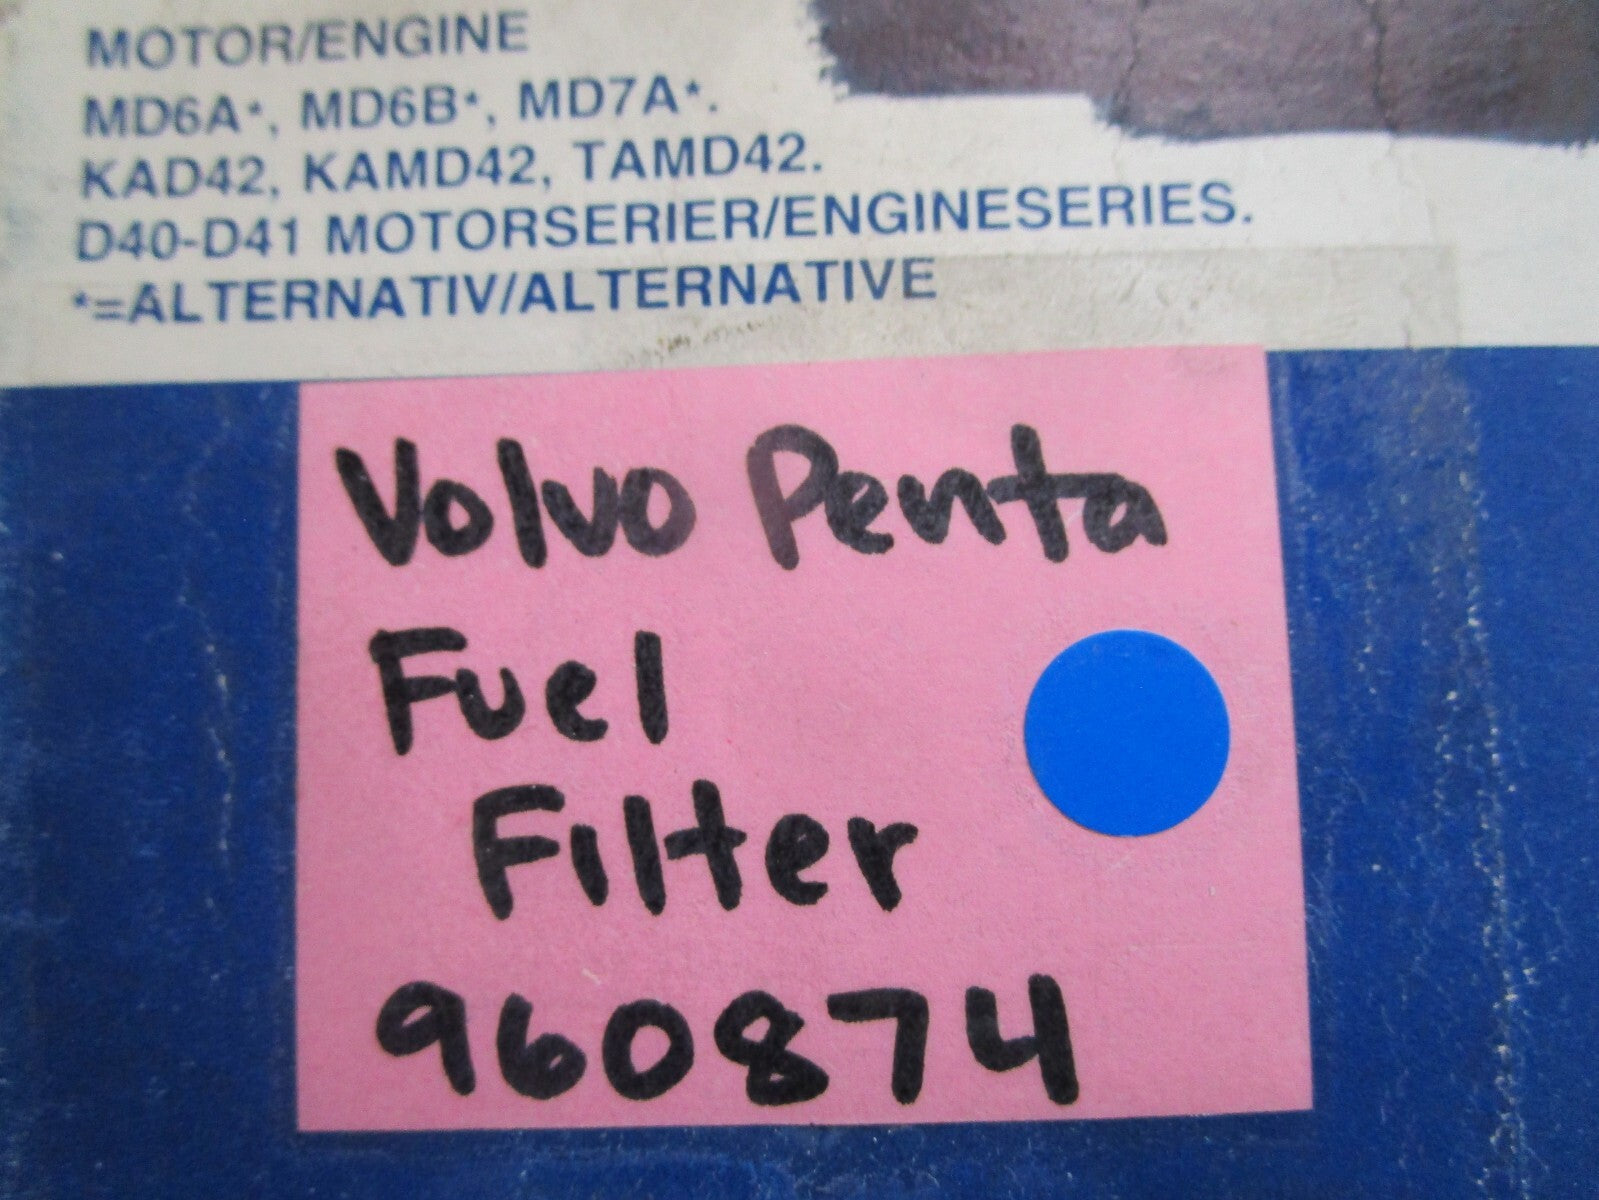 MOTOR/ENGINE
MD6A*, MD6B*, MD7A*.
KAD42, KAMD42, TAMD42.
D40-D41 MOTORSERIER/ENGINESERIES.
*=ALTERNATIV/ALTERNATIVE
Volvo Penta
Fuel
Filter
960874